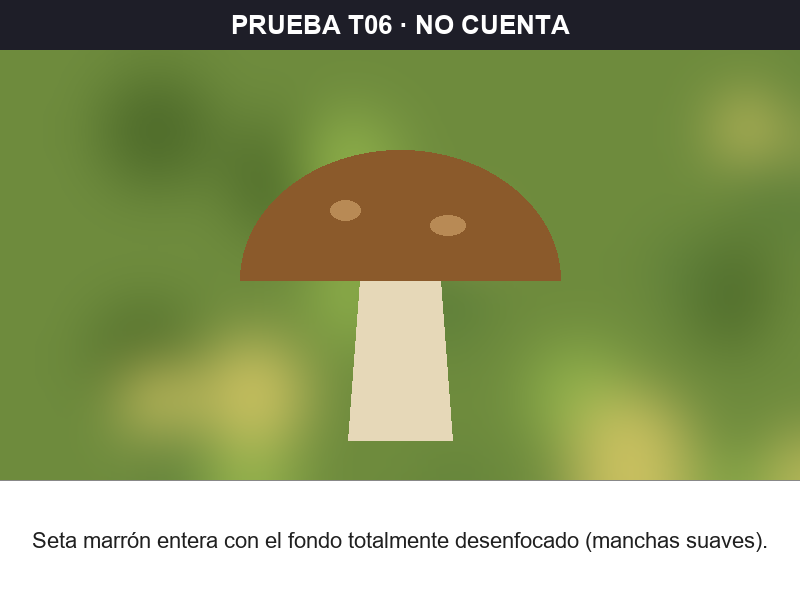 PRUEBA T06 · NO CUENTA
Seta marrón entera con el fondo totalmente desenfocado (manchas suaves).